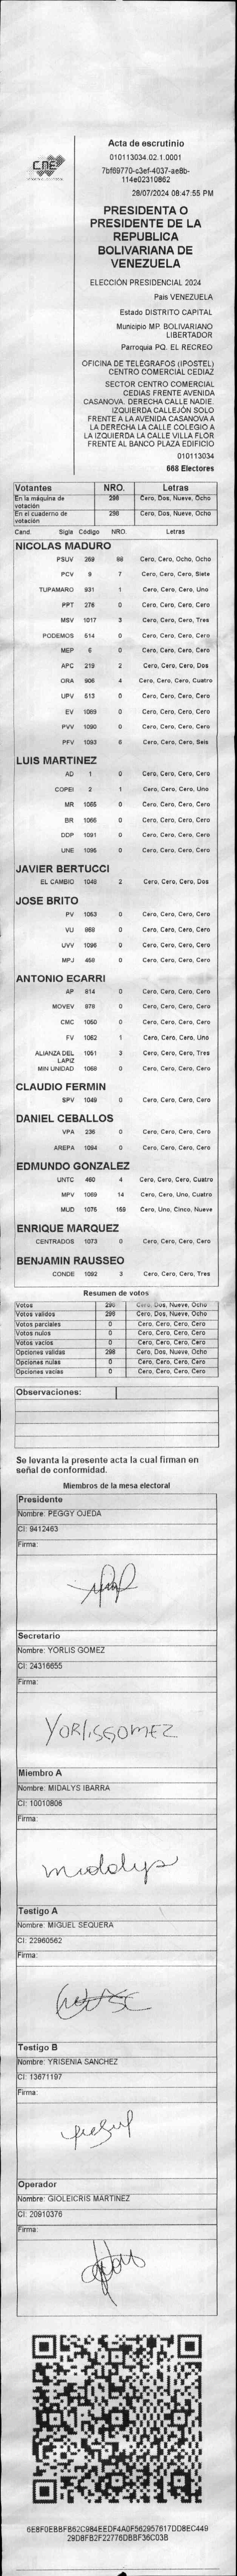 CNE
Acta de escrutinio
010113034.02.1.0001
7bf69770-c3ef-4037-ae8b-
114e02310862
28/07/2024 08:47:55 PM
PRESIDENTA O
PRESIDENTE DE LA
REPUBLICA
BOLIVARIANA DE
VENEZUELA
ELECCIÓN PRESIDENCIAL 2024
País VENEZUELA
Estado DISTRITO CAPITAL
Municipio MP. BOLIVARIANO
LIBERTADOR
Parroquia PQ. EL RECREO
OFICINA DE TELEGRAFOS (IPOSTEL)
CENTRO COMERCIAL CEDIAZ
SECTOR CENTRO COMERCIAL
CEDIAS FRENTE AVENIDA
CASANOVA. DERECHA CALLE NADIE.
IZQUIERDA CALLEJÓN SOLO
FRENTE A LA AVENIDA CASANOVA A
LA DERECHA LA CALLE COLEGIO A
LA IZQUIERDA LA CALLE VILLA FLOR
FRENTE AL BANCO PLAZA EDIFICIO
010113034
668 Electores
Votantes NRO. Letras
En la máquina de votación 298 Cero, Dos, Nueve, Ocho
En el cuaderno de votación 298 Cero, Dos, Nueve, Ocho
Cand. Sigla Código NRO. Letras
NICOLAS MADURO
PSUV 269 88 Cero, Cero, Ocho, Ocho
PCV 9 7 Cero, Cero, Cero, Siete
TUPAMARO 931 1 Cero, Cero, Cero, Uno
PPT 278 0 Cero, Cero, Cero, Cero
MSV 1017 3 Cero, Cero, Cero, Tres
PODEMOS 514 0 Cero, Cero, Cero, Cero
MEP 6 0 Cero, Cero, Cero, Cero
APC 219 2 Cero, Cero, Cero, Dos
ORA 906 4 Cero, Cero, Cero, Cuatro
UPV 513 0 Cero, Cero, Cero, Cero
EV 1089 0 Cero, Cero, Cero, Cero
PVV 1090 0 Cero, Cero, Cero, Cero
PFV 1093 6 Cero, Cero, Cero, Seis
LUIS MARTINEZ
AD 1 0 Cero, Cero, Cero, Cero
COPEI 2 1 Cero, Cero, Cero, Uno
MR 1065 0 Cero, Cero, Cero, Cero
BR 1066 0 Cero, Cero, Cero, Cero
DDP 1091 0 Cero, Cero, Cero, Cero
UNE 1095 0 Cero, Cero, Cero, Cero
JAVIER BERTUCCI
EL CAMBIO 1048 2 Cero, Cero, Cero, Dos
JOSE BRITO
PV 1053 0 Cero, Cero, Cero, Cero
VU 868 0 Cero, Cero, Cero, Cero
UVV 1096 0 Cero, Cero, Cero, Cero
MPJ 458 0 Cero, Cero, Cero, Cero
ANTONIO ECARRI
AP 814 0 Cero, Cero, Cero, Cero
MOVEV 878 0 Cero, Cero, Cero, Cero
CMC 1050 0 Cero, Cero, Cero, Cero
FV 1052 1 Cero, Cero, Cero, Uno
ALIANZA DEL LAPIZ 1051 3 Cero, Cero, Cero, Tres
MIN UNIDAD 1068 0 Cero, Cero, Cero, Cero
CLAUDIO FERMIN
SPV 1049 0 Cero, Cero, Cero, Cero
DANIEL CEBALLOS
VPA 236 0 Cero, Cero, Cero, Cero
AREPA 1094 0 Cero, Cero, Cero, Cero
EDMUNDO GONZALEZ
UNTC 460 4 Cero, Cero, Cero, Cuatro
MPV 1069 14 Cero, Cero, Uno, Cuatro
MUD 1075 159 Cero, Uno, Cinco, Nueve
ENRIQUE MARQUEZ
CENTRADOS 1073 0 Cero, Cero, Cero, Cero
BENJAMIN RAUSSEO
CONDE 1092 3 Cero, Cero, Cero, Tres
Resumen de votos
Votos 298 Cero, Dos, Nueve, Ocho
Votos validos 298 Cero, Dos, Nueve, Ocho
Votos parciales 0 Cero, Cero, Cero, Cero
Votos nulos 0 Cero, Cero, Cero, Cero
Votos vacios 0 Cero, Cero, Cero, Cero
Opciones validas 298 Cero, Dos, Nueve, Ocho
Opciones nulas 0 Cero, Cero, Cero, Cero
Opciones vacías 0 Cero, Cero, Cero, Cero
Observaciones:
Se levanta la presente acta la cual firman en
señal de conformidad.
Miembros de la mesa electoral
Presidente
Nombre: PEGGY OJEDA
CI: 9412463
Firma:
Secretario
Nombre: YORLIS GOMEZ
CI: 24316655
Firma:
YORLISGOMEZ
Miembro A
Nombre: MIDALYS IBARRA
CI: 10010806
Firma:
midalys
Testigo A
Nombre: MIGUEL SEQUERA
CI: 22960562
Firma:
Testigo B
Nombre: YRISENIA SANCHEZ
CI: 13671197
Firma:
Operador
Nombre: GIOLEICRIS MARTINEZ
CI: 20910376
Firma:
6E8F0EBBFB62C984EEDF4A0F562957617DD8EC449
29D8FB2F22776DBBF36C03B